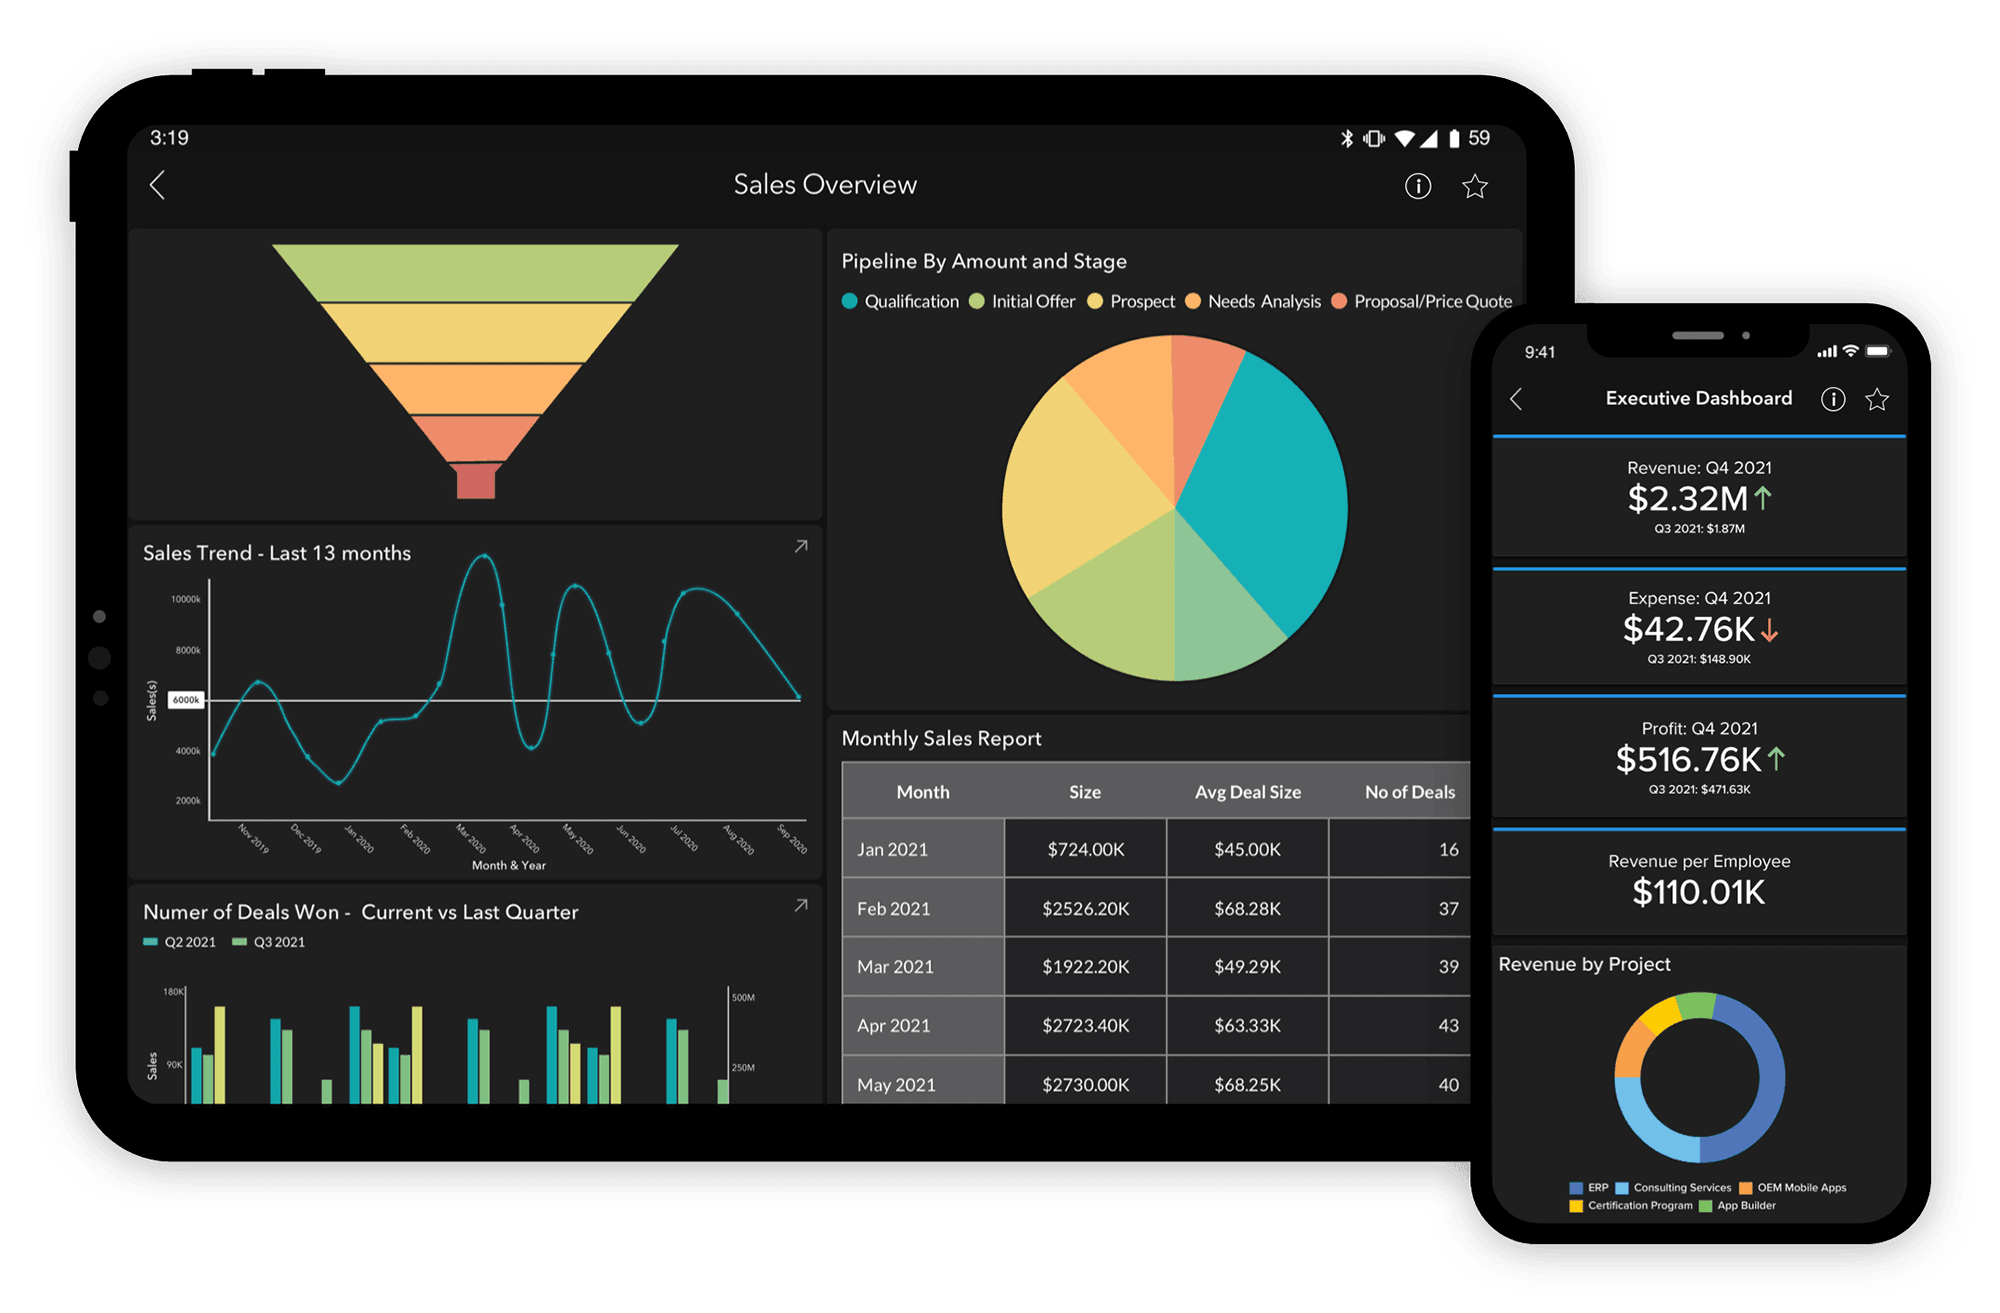 3:19
59
Sales Overview
Pipeline By Amount and Stage
Qualification Initial Offer Prospect Needs Analysis Proposal/Price Quote
Sales Trend - Last 13 months
10000k
8000k
6000k
4000k
2000k
Sales(s)
Nov 2019 Dec 2019 Jan 2020 Feb 2020 Mar 2020 Apr 2020 May 2020 Jun 2020 Jul 2020 Aug 2020 Sep 2020
Month & Year
Numer of Deals Won - Current vs Last Quarter
Q2 2021 Q3 2021
180K
90K
Sales
500M
250M
Monthly Sales Report
Month Size Avg Deal Size No of Deals
Jan 2021 $724.00K $45.00K 16
Feb 2021 $2526.20K $68.28K 37
Mar 2021 $1922.20K $49.29K 39
Apr 2021 $2723.40K $63.33K 43
May 2021 $2730.00K $68.25K 40
9:41
Executive Dashboard
Revenue: Q4 2021
$2.32M
Q3 2021: $1.87M
Expense: Q4 2021
$42.76K
Q3 2021: $148.90K
Profit: Q4 2021
$516.76K
Q3 2021: $471.63K
Revenue per Employee
$110.01K
Revenue by Project
ERP Consulting Services OEM Mobile Apps
Certification Program App Builder